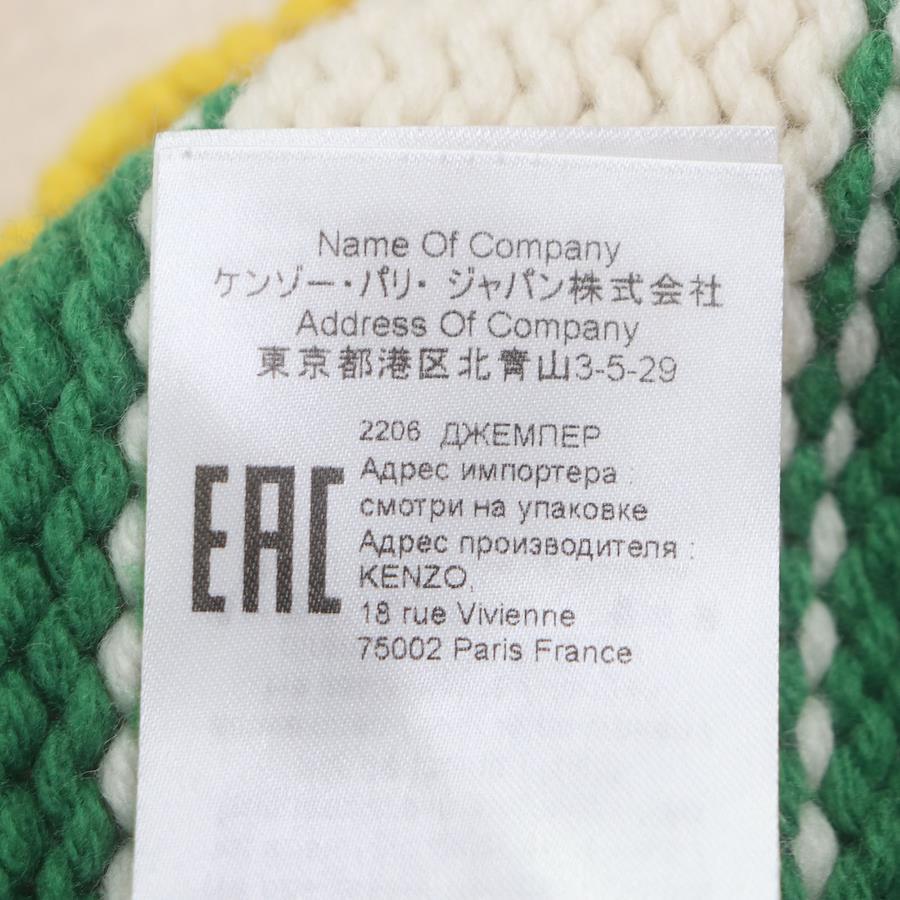 Name Of Company
ケンゾー・パリ・ジャパン株式会社
Address Of Company
東京都港区北青山3-5-29
2206 ДЖЕМПЕР
Адрес импортера :
смотри на упаковке
Адрес производителя :
EAC
KENZO,
18 rue Vivienne
75002 Paris France